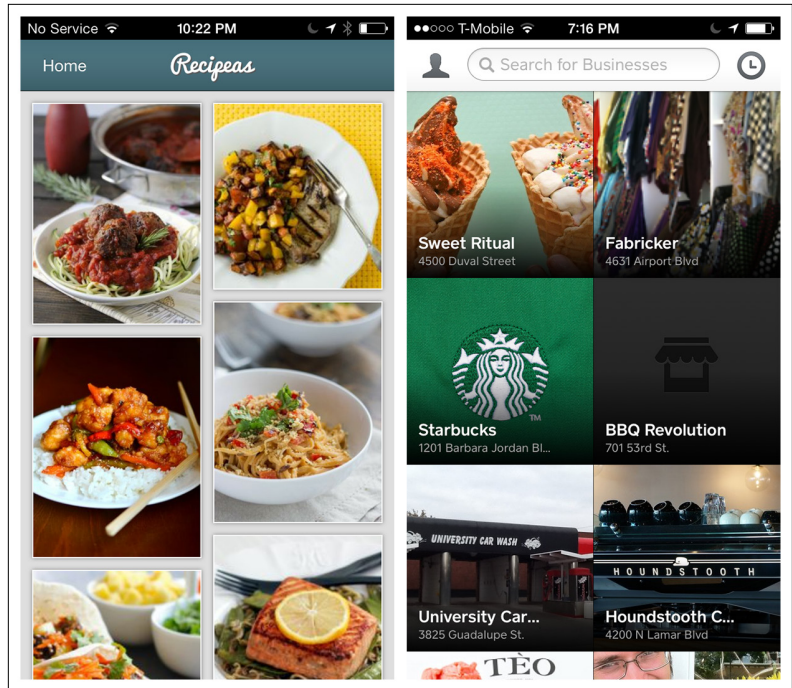 No Service 10:22 PM
Home Recipeas
T-Mobile 7:16 PM
Search for Businesses
Sweet Ritual
4500 Duval Street
Fabricker
4631 Airport Blvd
TM
Starbucks
1201 Barbara Jordan Bl...
BBQ Revolution
701 53rd St.
UNIVERSITY CAR WASH
University Car...
3825 Guadalupe St.
HOUNDSTOOTH
Houndstooth C...
4200 N Lamar Blvd
TÈO